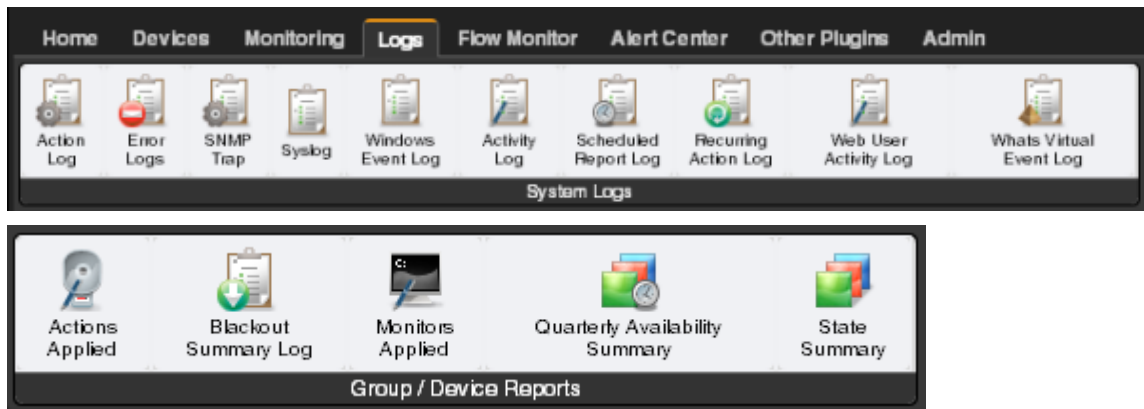 Home Devices Monitoring Logs Flow Monitor Alert Center Other Plugins Admin
Action Log
Error Logs
SNMP Trap
Syslog
Windows Event Log
Activity Log
Scheduled Report Log
Recurring Action Log
Web User Activity Log
Whats Virtual Event Log
System Logs
C:
Actions Applied
Blackout Summary Log
Monitors Applied
Quarterly Availability Summary
State Summary
Group / Device Reports